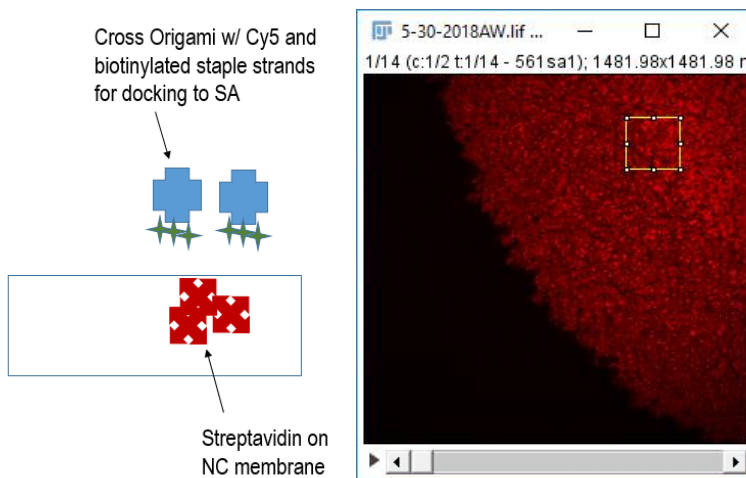 Cross Origami w/ Cy5 and
biotinylated staple strands
for docking to SA
Streptavidin on
NC membrane
5-30-2018AW.lif ...
1/14 (c:1/2 t:1/14 - 561sa1); 1481.98x1481.98